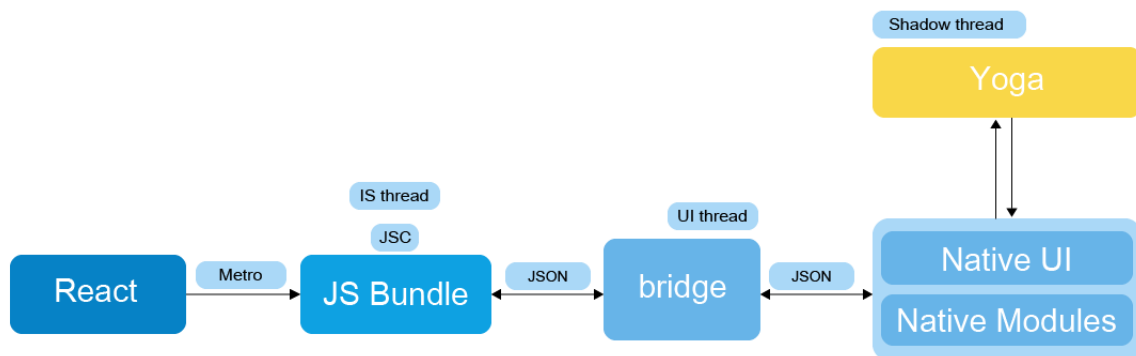 Shadow thread
Yoga
IS thread
JSC
UI thread
React
Metro
JS Bundle
JSON
bridge
JSON
Native UI
Native Modules